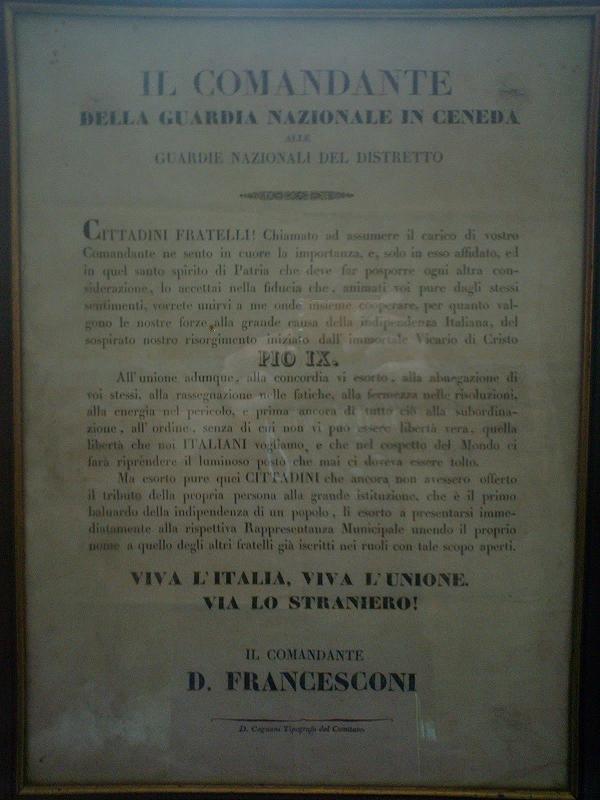 IL COMANDANTE
DELLA GUARDIA NAZIONALE IN CENEDA
ALLE
GUARDIE NAZIONALI DEL DISTRETTO
CITTADINI FRATELLI! Chiamato ad assumere il carico di vostro
Comandante ne sento in cuore la importanza, e, solo in esso affidato, ed
in quel santo spirito di Patria che deve far posporre ogni altra con-
siderazione, lo accettai nella fiducia che, animati voi pure dagli stessi
sentimenti, vorrete unirvi a me onde insieme cooperare, per quanto val-
gono le nostre forze, alla grande causa della indipendenza Italiana, del
sospirato nostro risorgimento iniziato dall' immortale Vicario di Cristo
PIO IX.
All'unione adunque, alla concordia vi esorto, alla abnegazione di
voi stessi, alla rassegnazione nelle fatiche, alla fermezza nelle risoluzioni,
alla energia nel pericolo, e prima ancora di tutto ciò alla subordina-
zione, all' ordine, senza di cui non vi può essere libertà vera, quella
libertà che noi ITALIANI vogliamo, e che nel cospetto del Mondo ci
farà riprendere il luminoso posto che mai ci doveva essere tolto.
Ma esorto pure quei CITTADINI che ancora non avessero offerto
il tributo della propria persona alla grande istituzione, che è il primo
baluardo della indipendenza di un popolo, li esorto a presentarsi imme-
diatamente alla rispettiva Rappresentanza Municipale unendo il proprio
nome a quello degli altri fratelli già iscritti nei ruoli con tale scopo aperti.
VIVA L'ITALIA, VIVA L'UNIONE.
VIA LO STRANIERO!
IL COMANDANTE
D. FRANCESCONI
D. Cagnani Tipografo del Comitato